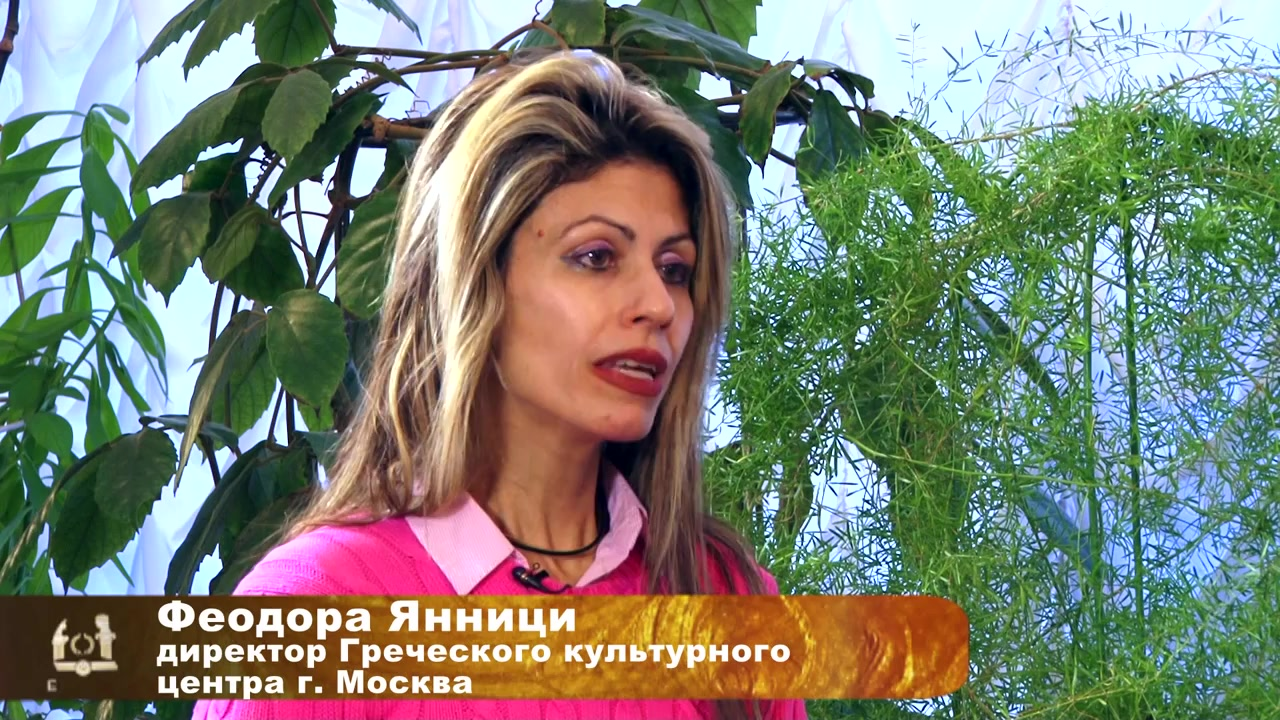 Феодора Янници
директор Греческого культурного
центра г. Москва